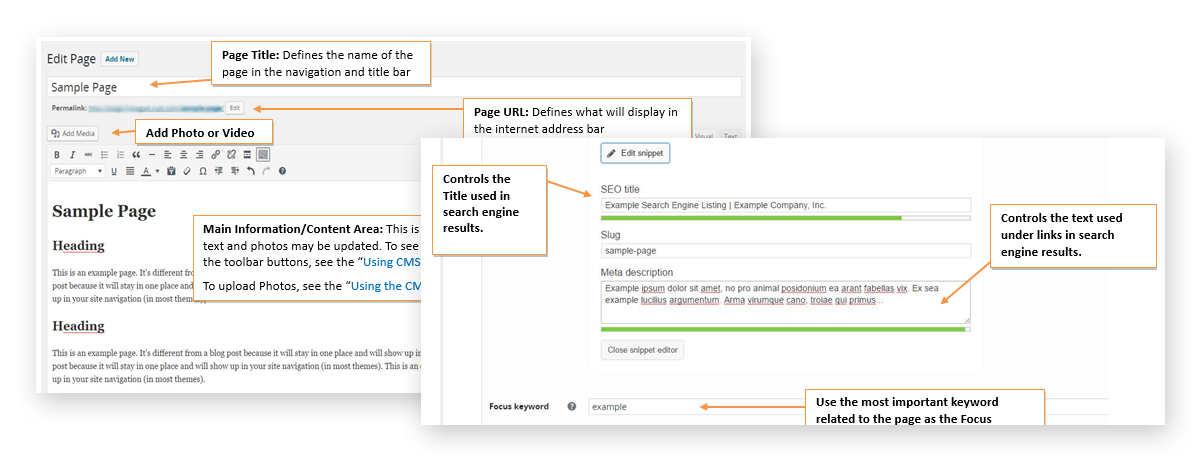 Edit Page Add New
Page Title: Defines the name of the
page in the navigation and title bar
Sample Page
Permalink: Edit
Page URL: Defines what will display in
the internet address bar
Add Media
Add Photo or Video
Visual Text
Paragraph
Sample Page
Heading
This is an example page. It's different fro
post because it will stay in one place and
up in your site navigation (in most themes
Main Information/Content Area: This is
text and photos may be updated. To see
the toolbar buttons, see the “Using CMS
To upload Photos, see the “Using the CM
Heading
This is an example page. It's different from a blog post because it will stay in one place and will show up in
post because it will stay in one place and will show up in your site navigation (in most themes). This is an
up in your site navigation (in most themes).
Edit snippet
Controls the
Title used in
search engine
results.
SEO title
Example Search Engine Listing | Example Company, Inc.
Slug
sample-page
Meta description
Example ipsum dolor sit amet, no pro animal posidonium ea arant fabellas vix. Ex sea
example lucilius argumentum. Arma virumque cano, troiae qui primus...
Controls the text used
under links in search
engine results.
Close snippet editor
Focus keyword example
Use the most important keyword
related to the page as the Focus